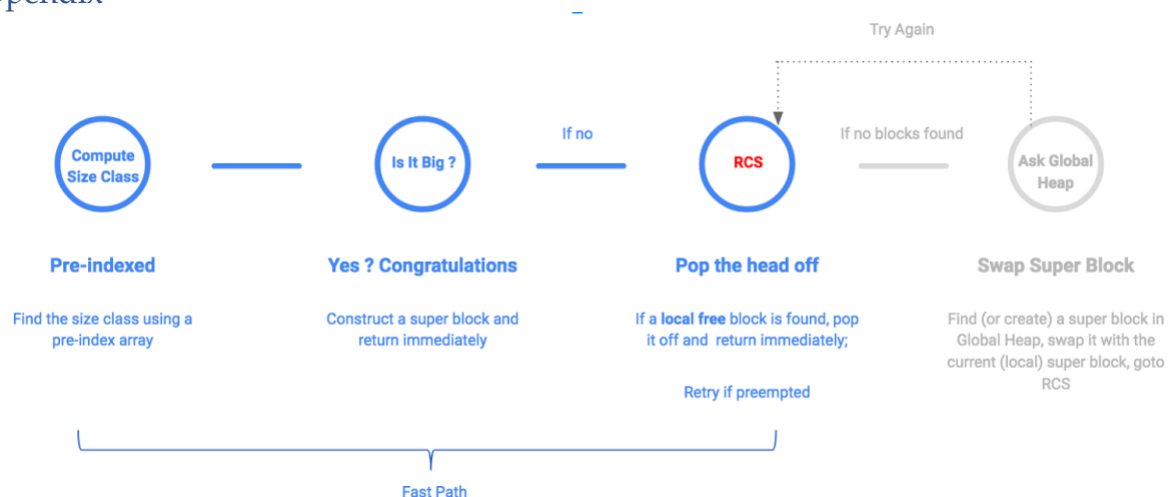 Try Again
Compute
Size Class
Is It Big ?
If no
RCS
If no blocks found
Ask Global
Heap
Pre-indexed
Yes ? Congratulations
Pop the head off
Swap Super Block
Find the size class using a
pre-index array
Construct a super block and
return immediately
If a local free block is found, pop
it off and return immediately;
Retry if preempted
Find (or create) a super block in
Global Heap, swap it with the
current (local) super block, goto
RCS
Fast Path